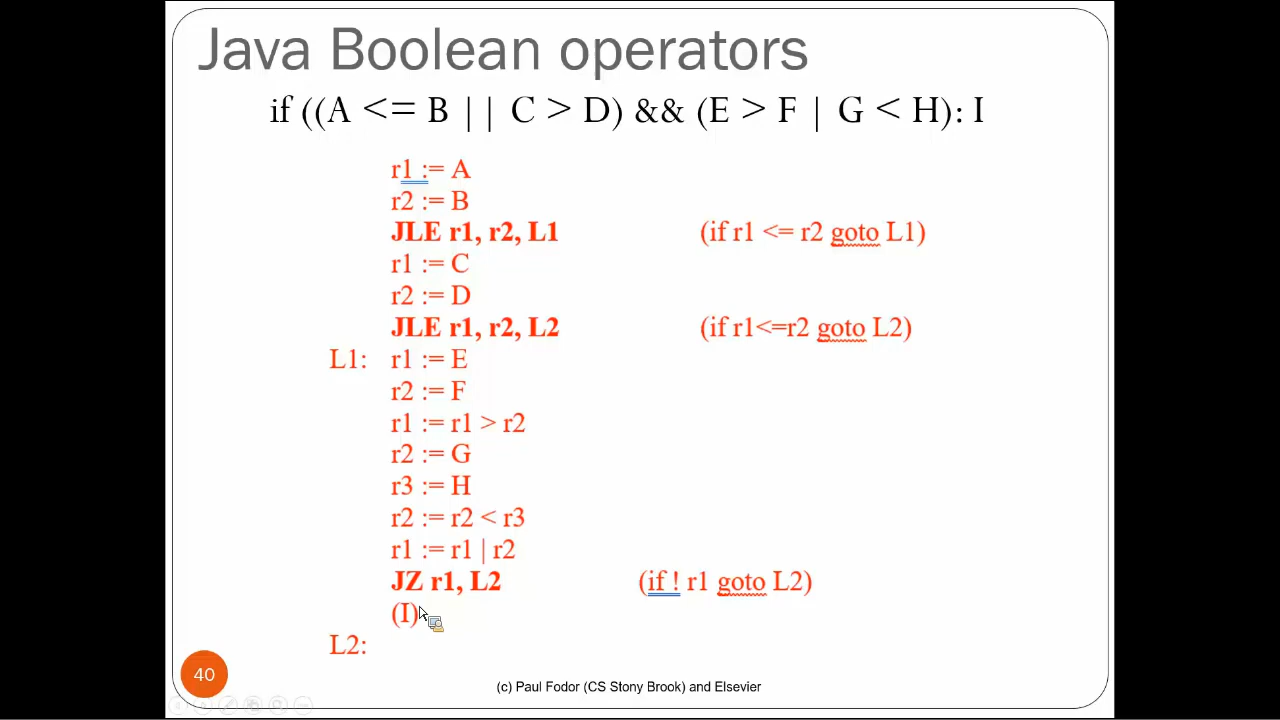 Java Boolean operators
if ((A <= B || C > D) && (E > F | G < H): I
r1 := A
r2 := B
JLE r1, r2, L1 (if r1 <= r2 goto L1)
r1 := C
r2 := D
JLE r1, r2, L2 (if r1<=r2 goto L2)
L1: r1 := E
r2 := F
r1 := r1 > r2
r2 := G
r3 := H
r2 := r2 < r3
r1 := r1 | r2
JZ r1, L2 (if ! r1 goto L2)
(I)
L2:
40
(c) Paul Fodor (CS Stony Brook) and Elsevier